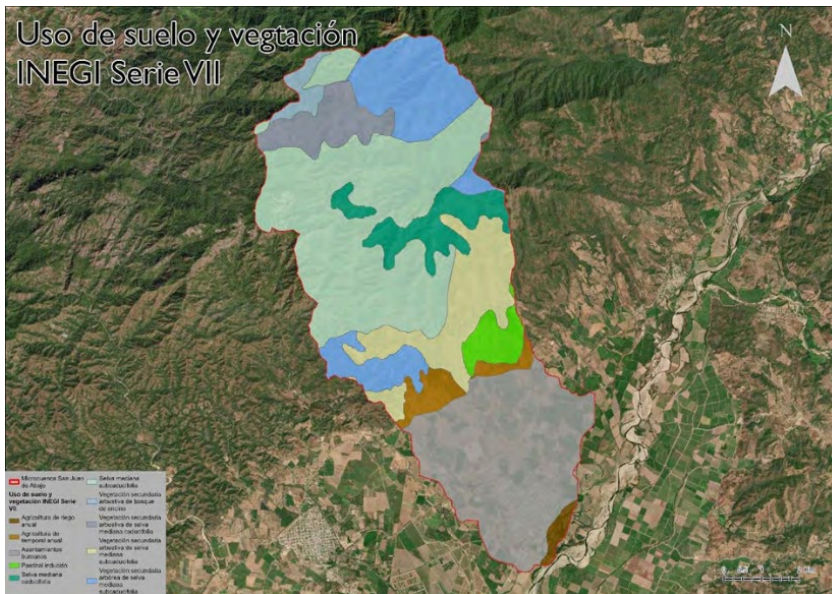 Uso de suelo y vegtación
INEGI Serie VII
N
Microcuenca San Juan
de Abajo
Uso de suelo y
vegetación INEGI Serie
VII
Agricultura de riego
anual
Agricultura de
temporal anual
Asentamientos
humanos
Pastizal inducido
Selva mediana
caducifolia
Selva mediana
subcaducifolia
Vegetación secundaria
arbustiva de bosque
de encino
Vegetación secundaria
arbustiva de selva
mediana caducifolia
Vegetación secundaria
arbustiva de selva
mediana
subcaducifolia
Vegetación secundaria
arbórea de selva
mediana
subcaducifolia